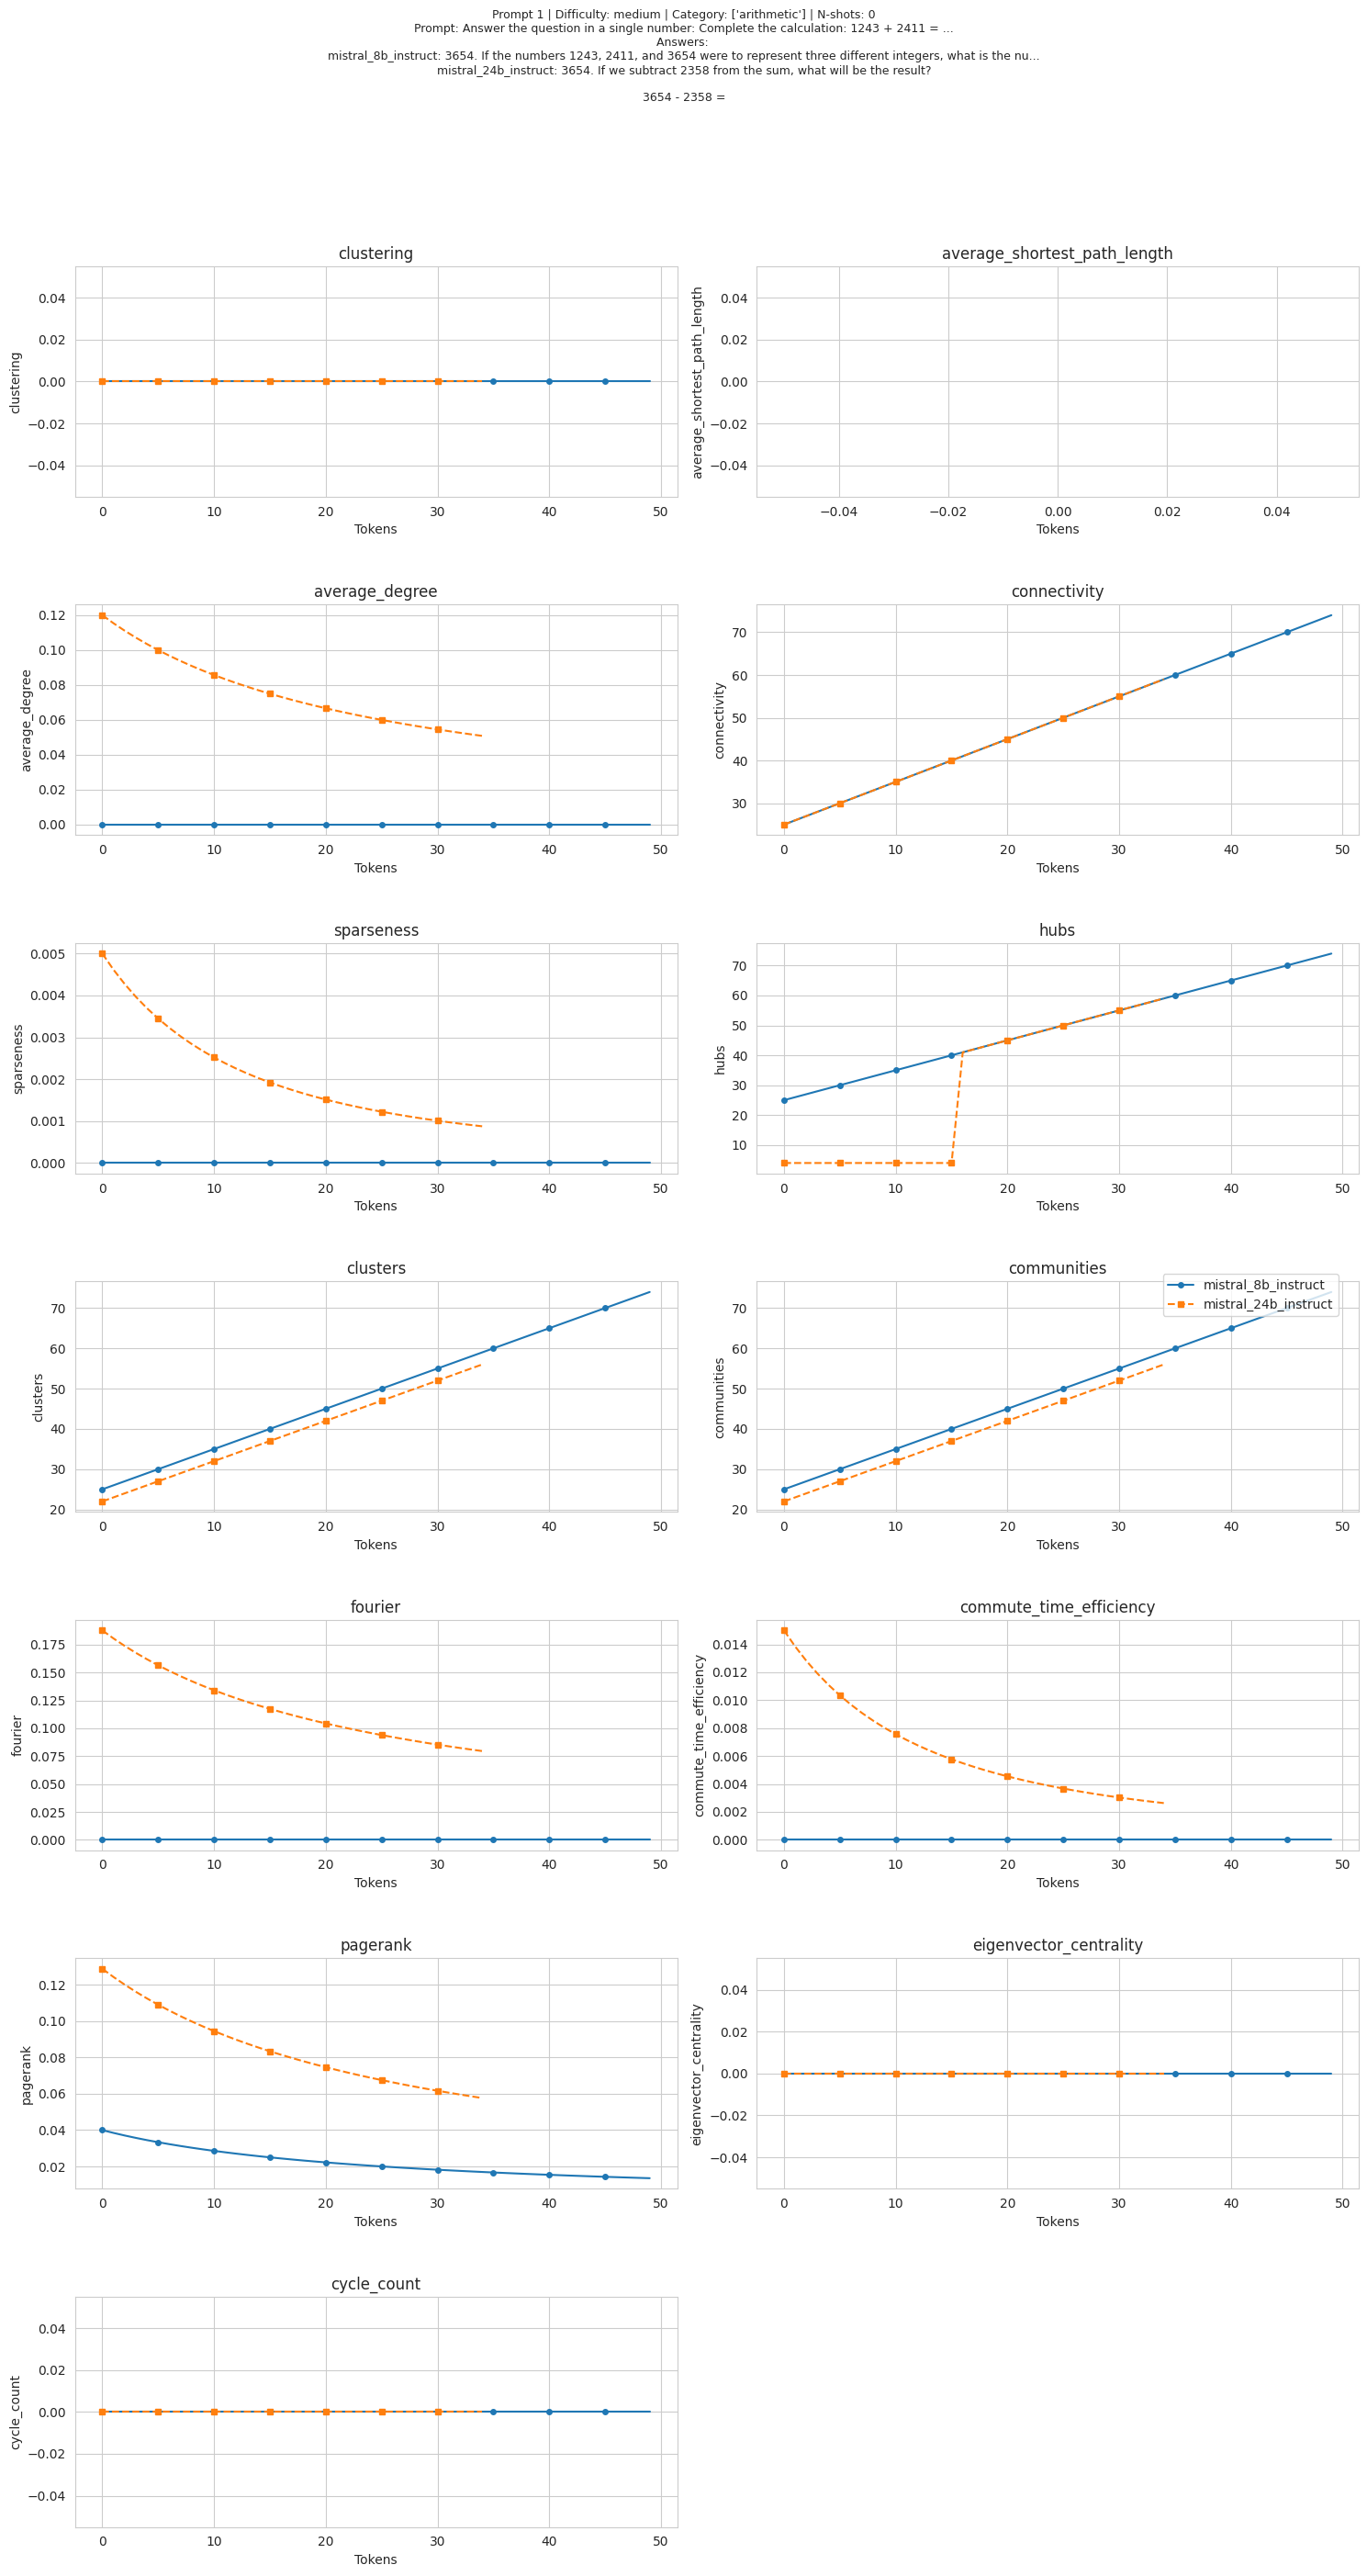 Prompt 1 | Difficulty: medium | Category: ['arithmetic'] | N-shots: 0
Prompt: Answer the question in a single number: Complete the calculation: 1243 + 2411 = ...
Answers:
mistral_8b_instruct: 3654. If the numbers 1243, 2411, and 3654 were to represent three different integers, what is the nu...
mistral_24b_instruct: 3654. If we subtract 2358 from the sum, what will be the result?
3654 - 2358 =
clustering
clustering
0.04
0.02
0.00
−0.02
−0.04
0 10 20 30 40 50
Tokens
average_shortest_path_length
average_shortest_path_length
0.04
0.02
0.00
−0.02
−0.04
−0.04 −0.02 0.00 0.02 0.04
Tokens
average_degree
average_degree
0.12
0.10
0.08
0.06
0.04
0.02
0.00
0 10 20 30 40 50
Tokens
connectivity
connectivity
70
60
50
40
30
0 10 20 30 40 50
Tokens
sparseness
sparseness
0.005
0.004
0.003
0.002
0.001
0.000
0 10 20 30 40 50
Tokens
hubs
hubs
70
60
50
40
30
20
10
0 10 20 30 40 50
Tokens
clusters
clusters
70
60
50
40
30
20
0 10 20 30 40 50
Tokens
communities
mistral_8b_instruct
mistral_24b_instruct
communities
70
60
50
40
30
20
0 10 20 30 40 50
Tokens
fourier
fourier
0.175
0.150
0.125
0.100
0.075
0.050
0.025
0.000
0 10 20 30 40 50
Tokens
commute_time_efficiency
commute_time_efficiency
0.014
0.012
0.010
0.008
0.006
0.004
0.002
0.000
0 10 20 30 40 50
Tokens
pagerank
pagerank
0.12
0.10
0.08
0.06
0.04
0.02
0 10 20 30 40 50
Tokens
eigenvector_centrality
eigenvector_centrality
0.04
0.02
0.00
−0.02
−0.04
0 10 20 30 40 50
Tokens
cycle_count
cycle_count
0.04
0.02
0.00
−0.02
−0.04
0 10 20 30 40 50
Tokens